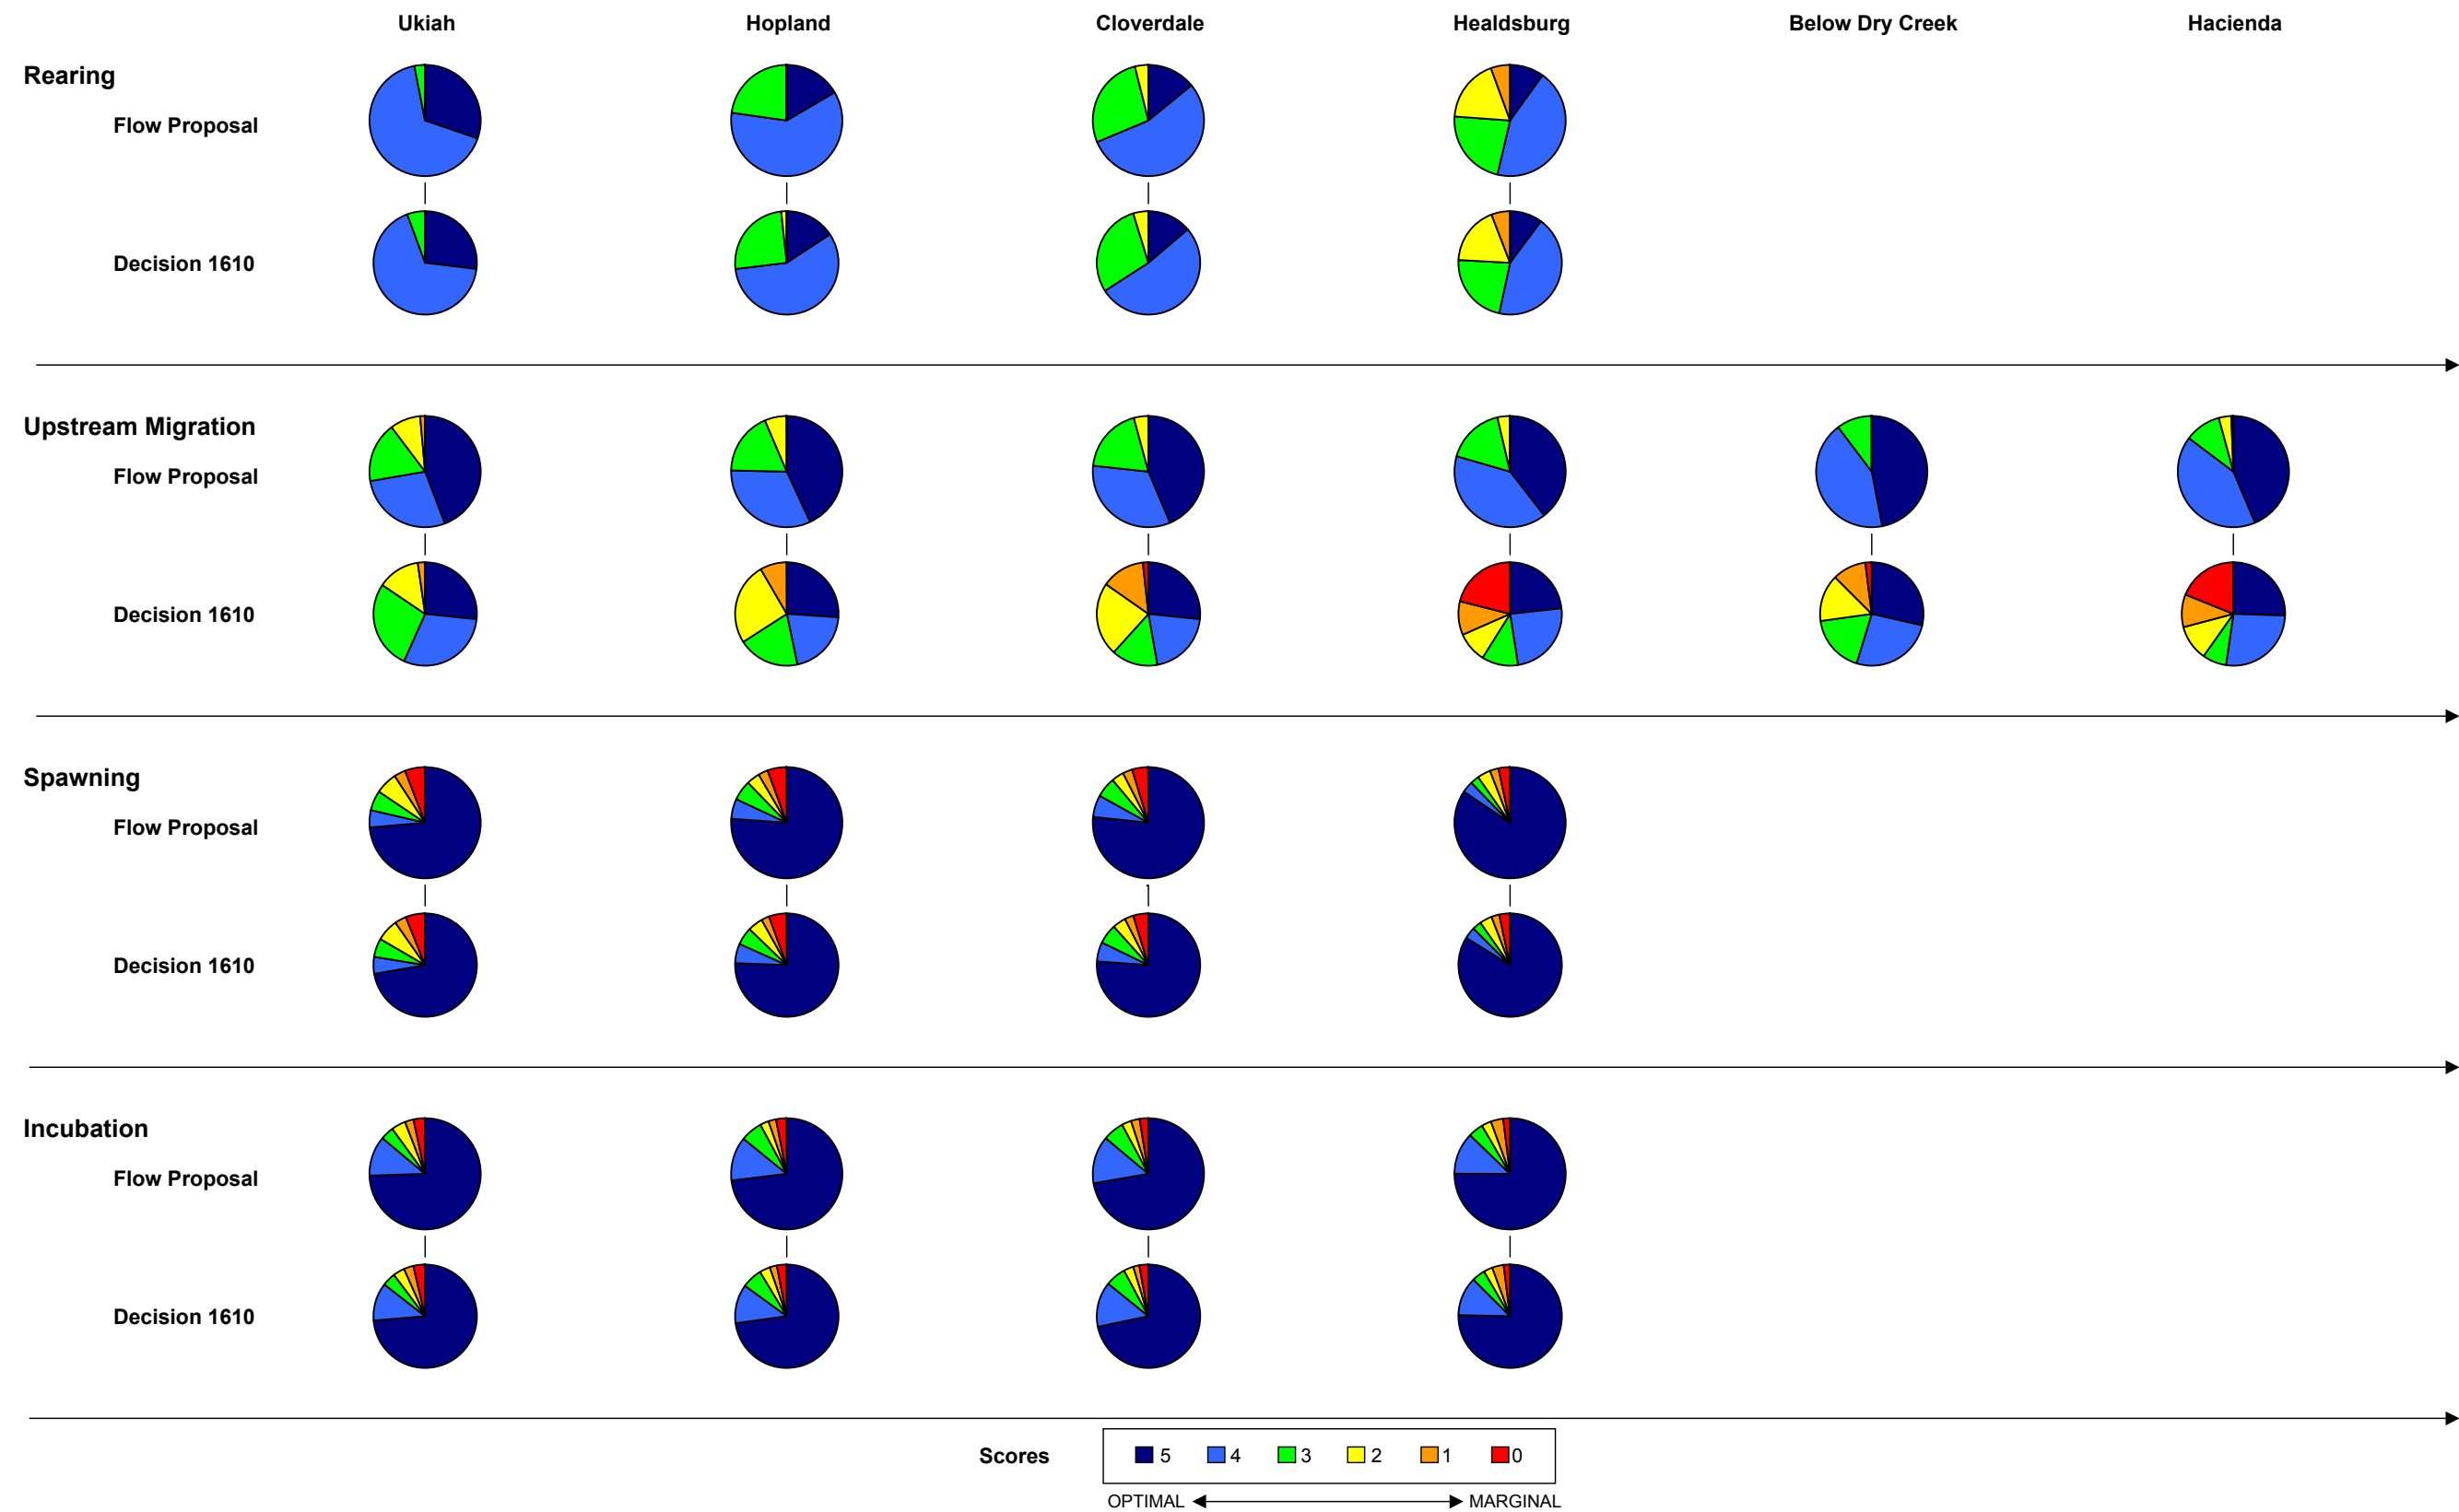 Ukiah Hopland Cloverdale Healdsburg Below Dry Creek Hacienda
Rearing
Flow Proposal
Decision 1610
Upstream Migration
Flow Proposal
Decision 1610
Spawning
Flow Proposal
Decision 1610
Incubation
Flow Proposal
Decision 1610
Scores 5 4 3 2 1 0
OPTIMAL MARGINAL